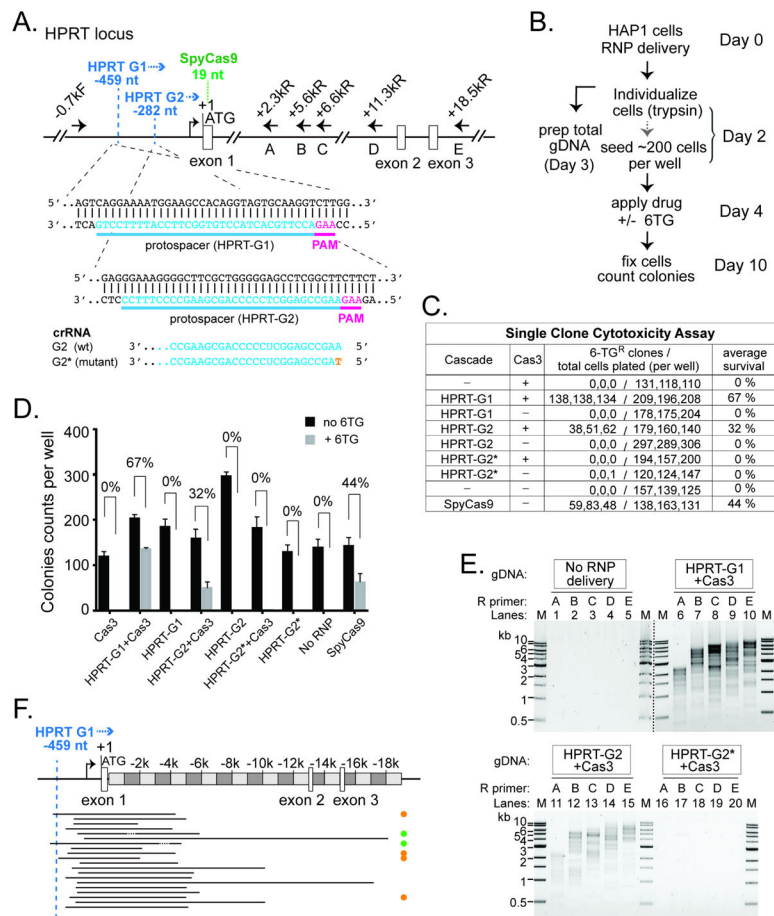 A.
HPRT locus
HPRT G1
-459 nt
HPRT G2
-282 nt
SpyCas9
19 nt
-0.7kF
+1
ATG
+2.3kR
+5.6kR
+6.6kR
+11.3kR
+18.5kR
exon 1
A B C D
exon 2 exon 3
E
5'..AGTCAGGAAAATGGAAGCCACAGGTAGTGCAAGGTCTTGG..3'
3'..TCAGTCCTTTTACCTTCGGTGTCCATCACGTTCCAGAACC..5'
protospacer (HPRT-G1) PAM
5'..GAGGGAAAGGGGCTTCGCTGGGGGAGCCTCGGCTTCTTCT..3'
3'..CTCCCTTTCCCCGAAGCGACCCCCTCGGAGCCGAAGAAGA..5'
protospacer (HPRT-G2) PAM
crRNA
G2 (wt) 3'....CCGAAGCGACCCCCUCGGAGCCGAA 5'
G2* (mutant) 3'....CCGAAGCGACCCCCUCGGAGCCGAT 5'
B.
HAP1 cells
RNP delivery
Day 0
Individualize
cells (trypsin)
prep total
gDNA
(Day 3)
seed ~200 cells
per well
Day 2
apply drug
+/- 6TG
Day 4
fix cells
count colonies
Day 10
C.
Single Clone Cytotoxicity Assay
Cascade Cas3 6-TGR clones / total cells plated (per well) average survival
– + 0,0,0 / 131,118,110 0 %
HPRT-G1 + 138,138,134 / 209,196,208 67 %
HPRT-G1 – 0,0,0 / 178,175,204 0 %
HPRT-G2 + 38,51,62 / 179,160,140 32 %
HPRT-G2 – 0,0,0 / 297,289,306 0 %
HPRT-G2* + 0,0,0 / 194,157,200 0 %
HPRT-G2* – 0,0,1 / 120,124,147 0 %
– – 0,0,0 / 157,139,125 0 %
SpyCas9 – 59,83,48 / 138,163,131 44 %
D.
Colonies counts per well
no 6TG
+ 6TG
400
300
200
100
0
0% 67% 0% 32% 0% 0% 0% 0% 44%
Cas3
HPRT-G1+Cas3
HPRT-G1
HPRT-G2+Cas3
HPRT-G2
HPRT-G2*+Cas3
HPRT-G2*
No RNP
SpyCas9
E.
gDNA: No RNP delivery HPRT-G1 +Cas3
R primer: A B C D E A B C D E
Lanes: 1 2 3 4 5 M M 6 7 8 9 10 M
kb
10
6
5
4
3
2
1
0.5
gDNA: HPRT-G2 +Cas3 HPRT-G2* +Cas3
R primer: A B C D E A B C D E
Lanes: M 11 12 13 14 15 M 16 17 18 19 20 M
kb
10
6
5
4
3
2
1
0.5
F.
HPRT G1
-459 nt
+1
ATG
-2k -4k -6k -8k -10k -12k -14k -16k -18k
exon 1 exon 2 exon 3